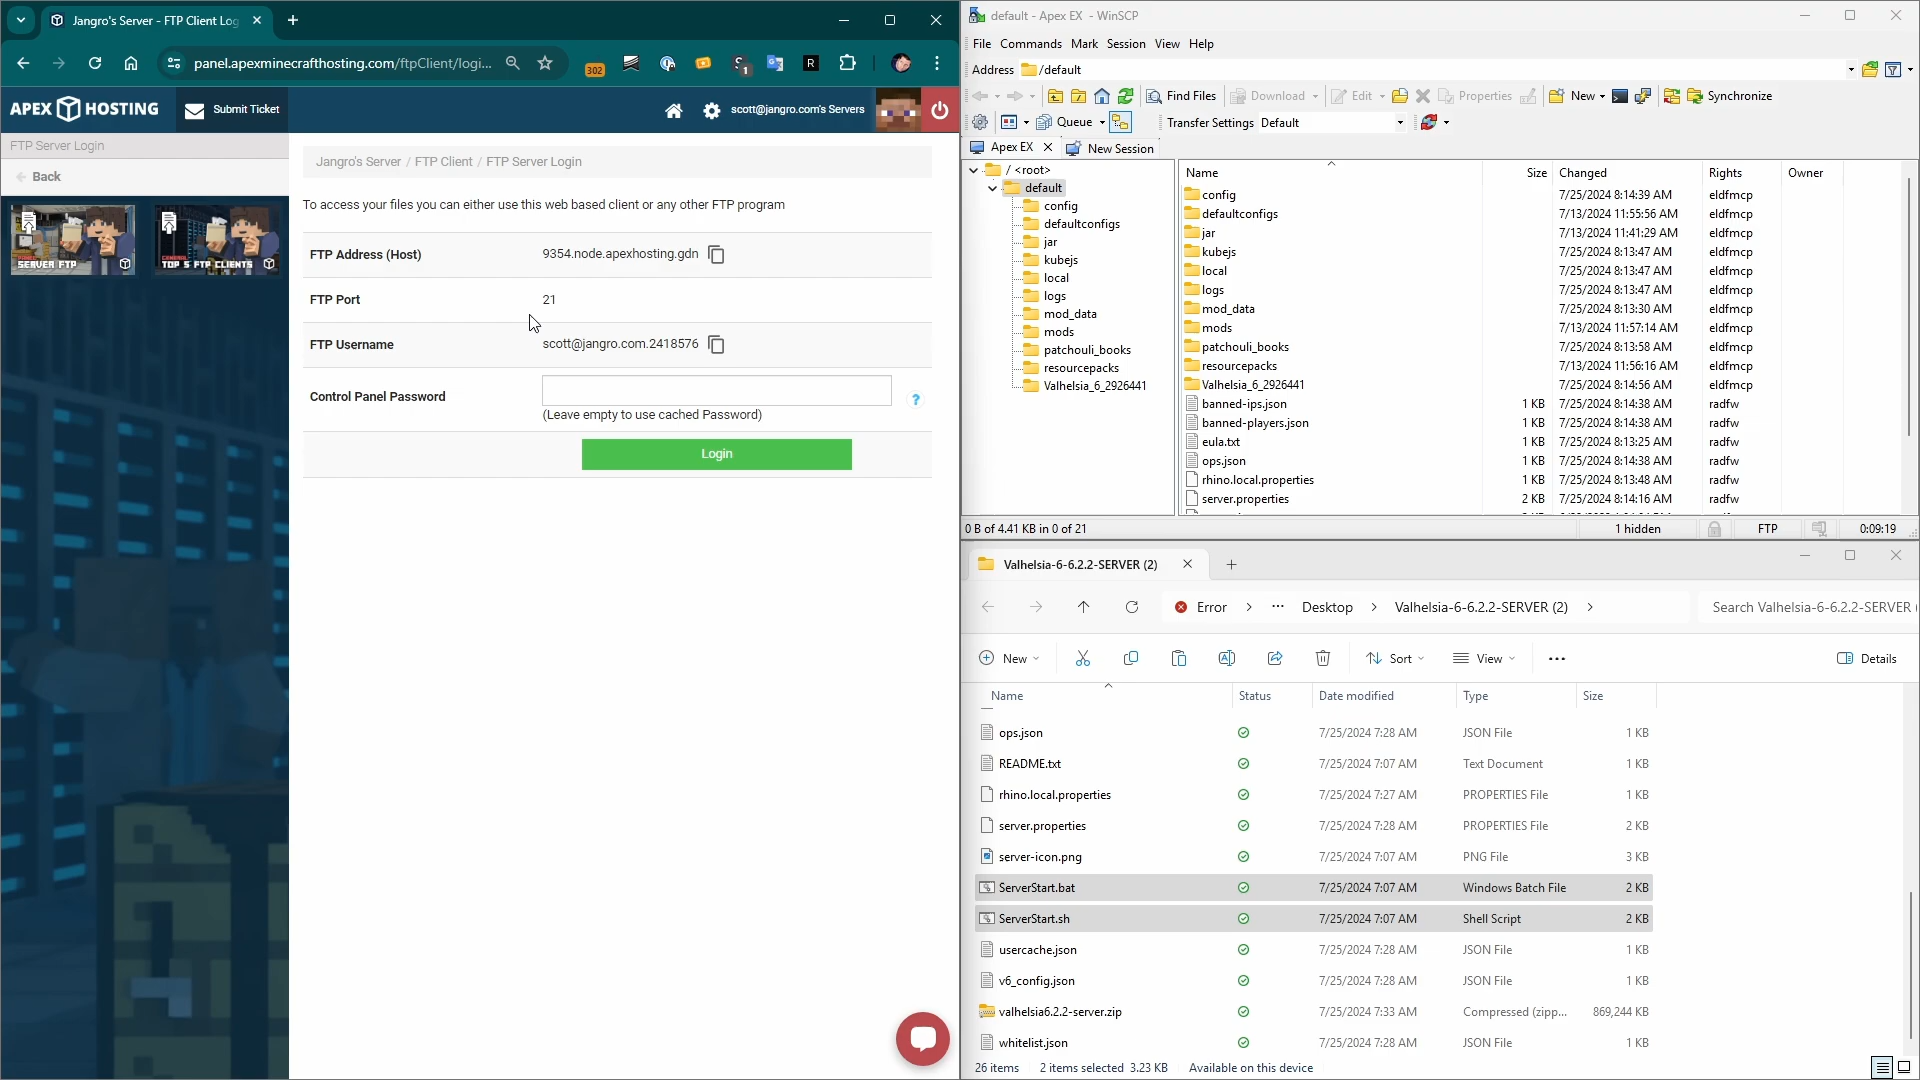 Jangro's Server - FTP Client Log
panel.apexminecrafthosting.com/ftpClient/logi...
302
1
R
APEX HOSTING
Submit Ticket
scott@jangro.com's Servers
FTP Server Login
Back
SERVER FTP
TOP 5 FTP CLIENTS
Jangro's Server / FTP Client / FTP Server Login
To access your files you can either use this web based client or any other FTP program
FTP Address (Host) 9354.node.apexhosting.gdn
FTP Port 21
FTP Username scott@jangro.com.2418576
Control Panel Password
?
(Leave empty to use cached Password)
Login
default - Apex EX - WinSCP
File Commands Mark Session View Help
Address /default
Find Files Download Edit Properties New Synchronize
Queue Transfer Settings Default
Apex EX New Session
/ <root>
default
config
defaultconfigs
jar
kubejs
local
logs
mod_data
mods
patchouli_books
resourcepacks
Valhelsia_6_2926441
Name Size Changed Rights Owner
config 7/25/2024 8:14:39 AM eldfmcp
defaultconfigs 7/13/2024 11:55:56 AM eldfmcp
jar 7/13/2024 11:41:29 AM eldfmcp
kubejs 7/25/2024 8:13:47 AM eldfmcp
local 7/25/2024 8:13:47 AM eldfmcp
logs 7/25/2024 8:13:47 AM eldfmcp
mod_data 7/25/2024 8:13:30 AM eldfmcp
mods 7/13/2024 11:57:14 AM eldfmcp
patchouli_books 7/25/2024 8:13:58 AM eldfmcp
resourcepacks 7/13/2024 11:56:16 AM eldfmcp
Valhelsia_6_2926441 7/25/2024 8:14:56 AM eldfmcp
banned-ips.json 1 KB 7/25/2024 8:14:38 AM radfw
banned-players.json 1 KB 7/25/2024 8:14:38 AM radfw
eula.txt 1 KB 7/25/2024 8:13:25 AM radfw
ops.json 1 KB 7/25/2024 8:14:38 AM radfw
rhino.local.properties 1 KB 7/25/2024 8:13:48 AM radfw
server.properties 2 KB 7/25/2024 8:14:16 AM radfw
0 B of 4.41 KB in 0 of 21 1 hidden FTP 0:09:19
Valhelsia-6-6.2.2-SERVER (2)
Error Desktop Valhelsia-6-6.2.2-SERVER (2) Search Valhelsia-6-6.2.2-SERVER (
New Sort View Details
Name Status Date modified Type Size
ops.json 7/25/2024 7:28 AM JSON File 1 KB
README.txt 7/25/2024 7:07 AM Text Document 1 KB
rhino.local.properties 7/25/2024 7:27 AM PROPERTIES File 1 KB
server.properties 7/25/2024 7:28 AM PROPERTIES File 2 KB
server-icon.png 7/25/2024 7:07 AM PNG File 3 KB
ServerStart.bat 7/25/2024 7:07 AM Windows Batch File 2 KB
ServerStart.sh 7/25/2024 7:07 AM Shell Script 2 KB
usercache.json 7/25/2024 7:28 AM JSON File 1 KB
v6_config.json 7/25/2024 7:28 AM JSON File 1 KB
valhelsia6.2.2-server.zip 7/25/2024 7:33 AM Compressed (zipp... 869,244 KB
whitelist.json 7/25/2024 7:28 AM JSON File 1 KB
26 items 2 items selected 3.23 KB Available on this device